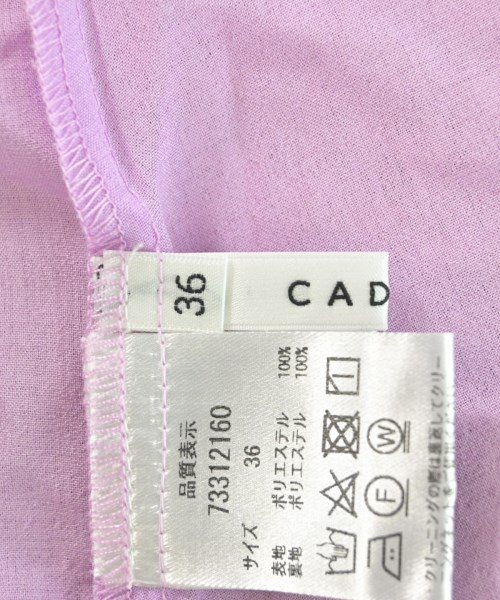 36
CAD
品質表示
73312160
サイズ 36
表地 ポリエステル 100%
裏地 ポリエステル 100%
W
F
クリーニングの際は裏返してクリー